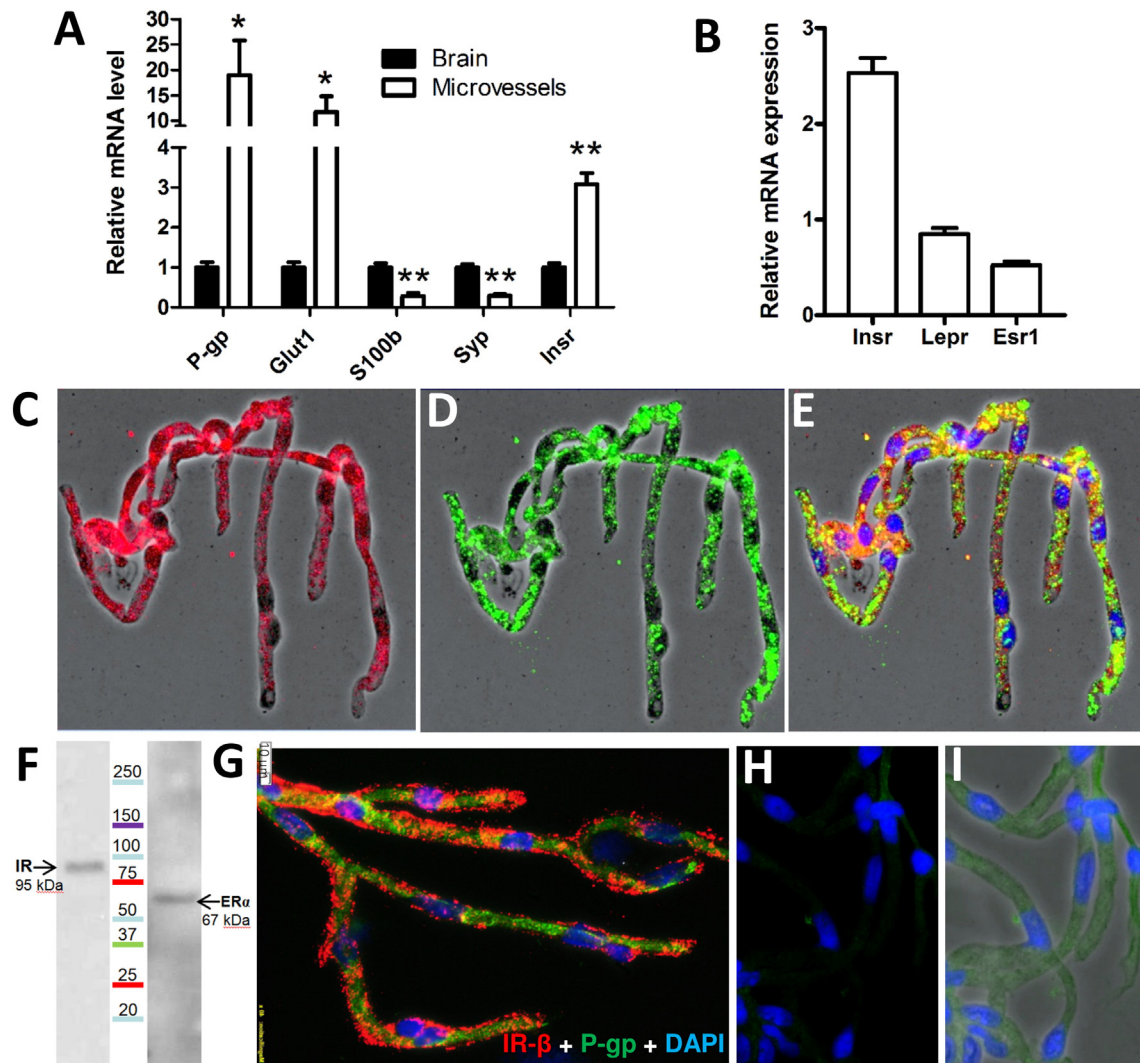 A
Relative mRNA level
30
25
20
15
10
4
3
2
1
0
*
*
**
**
**
Brain
Microvessels
P-gp
Glut1
S100b
Syp
Insr
B
Relative mRNA expression
3
2
1
0
Insr
Lepr
Esr1
C
D
E
F
IR
95 kDa
250
150
100
75
50
37
25
20
ERα
67 kDa
G
IR-β + P-gp + DAPI
H
I